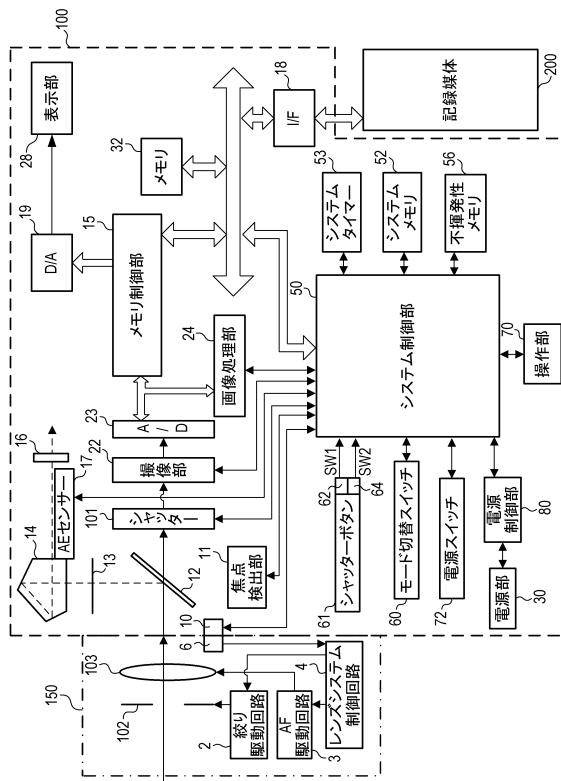 100
28
表示部
19
D/A
32
メモリ
15
メモリ制御部
18
I/F
200
記録媒体
24
画像処理部
23
A/D
22
撮像部
101
シャッター
16
17
AEセンサー
14
13
12
11
焦点
検出部
10
6
53
システム
タイマー
52
システム
メモリ
56
不揮発性
メモリ
50
システム制御部
70
操作部
SW1
62
SW2
64
61
シャッターボタン
60
モード切替スイッチ
72
電源スイッチ
80
電源
制御部
30
電源部
150
103
102
2
絞り
駆動回路
3
AF
駆動回路
4
レンズシステム
制御回路